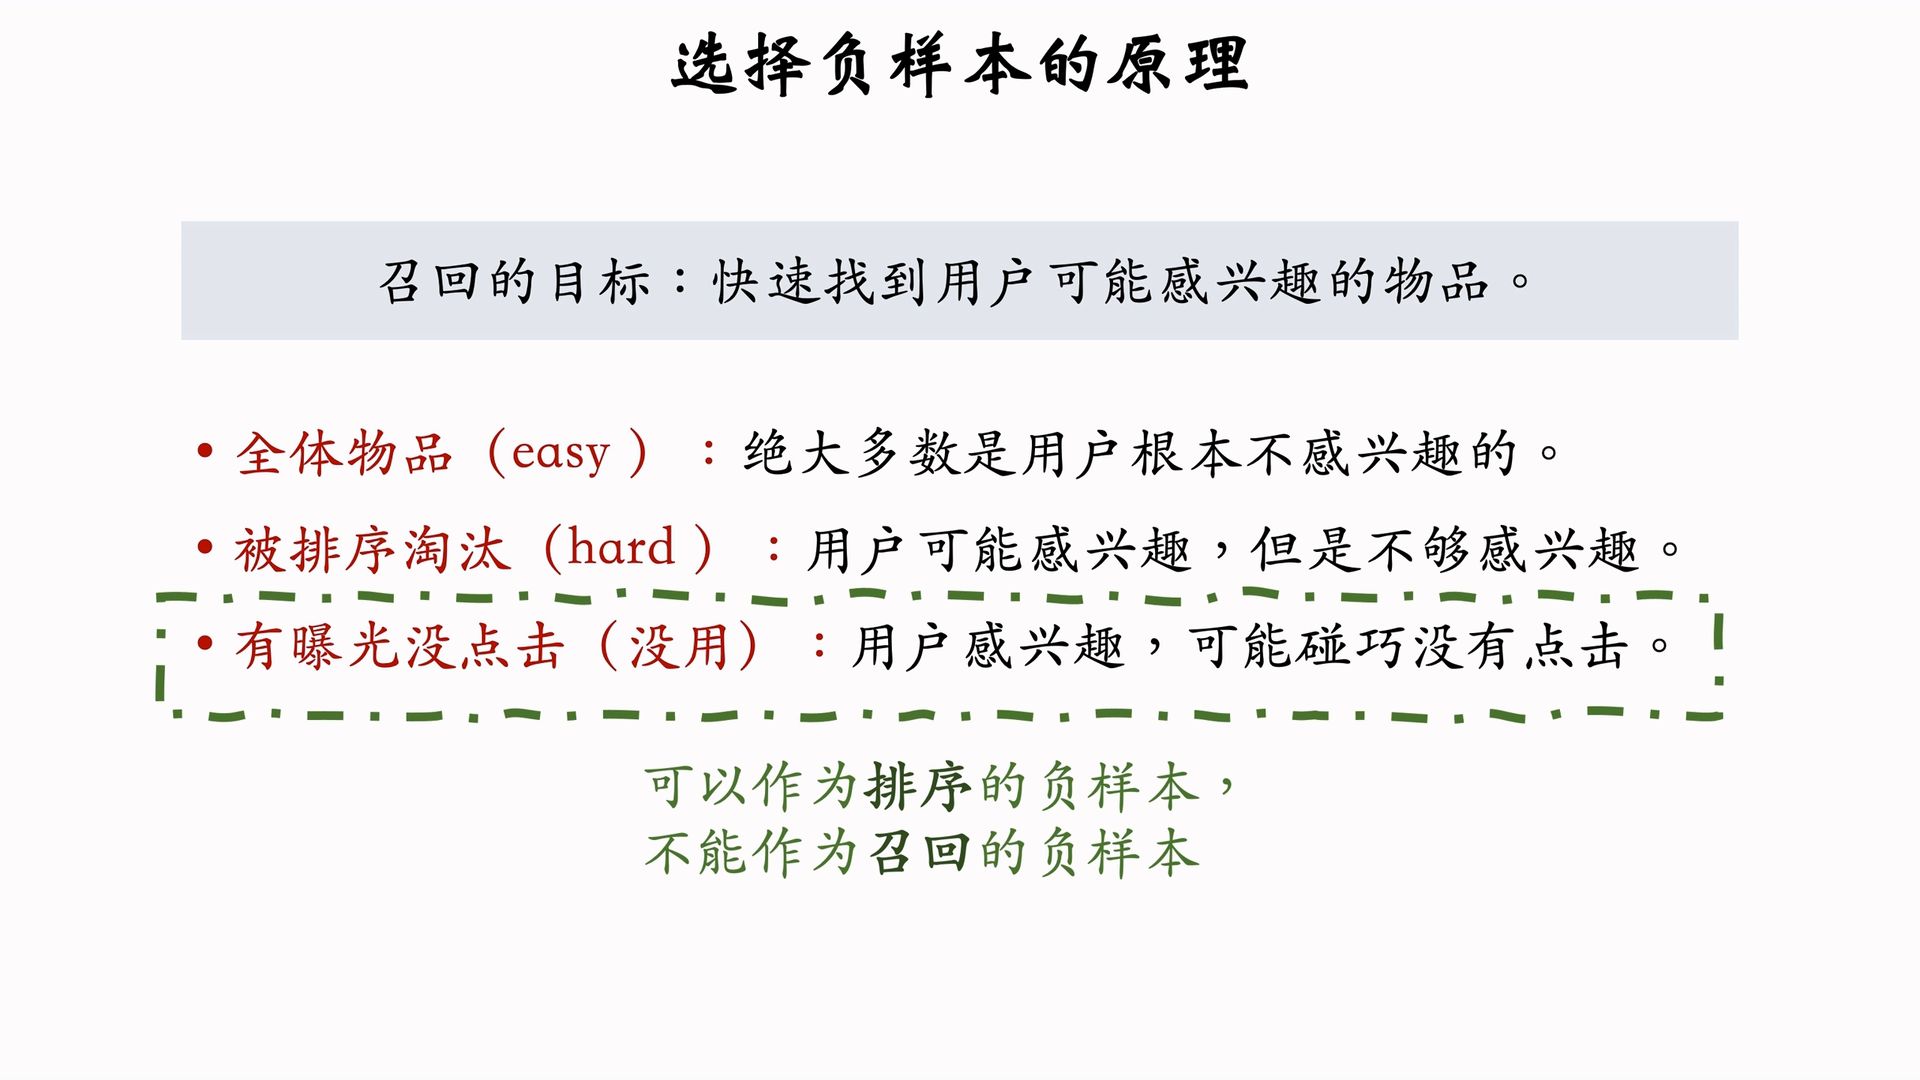 选择负样本的原理
召回的目标：快速找到用户可能感兴趣的物品。
• 全体物品（easy）：绝大多数是用户根本不感兴趣的。
• 被排序淘汰（hard）：用户可能感兴趣，但是不够感兴趣。
• 有曝光没点击（没用）：用户感兴趣，可能碰巧没有点击。
可以作为排序的负样本，
不能作为召回的负样本